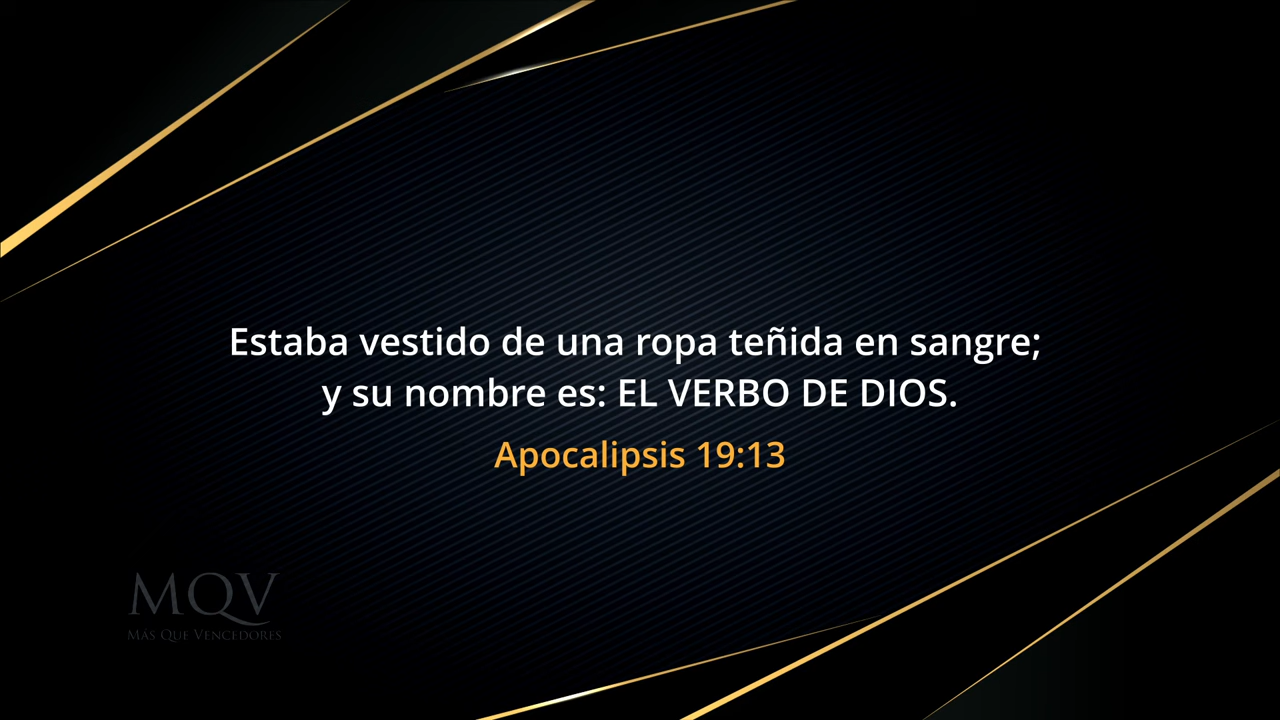 Estaba vestido de una ropa teñida en sangre;
y su nombre es: EL VERBO DE DIOS.
Apocalipsis 19:13
MQV
MÁS QUE VENCEDORES